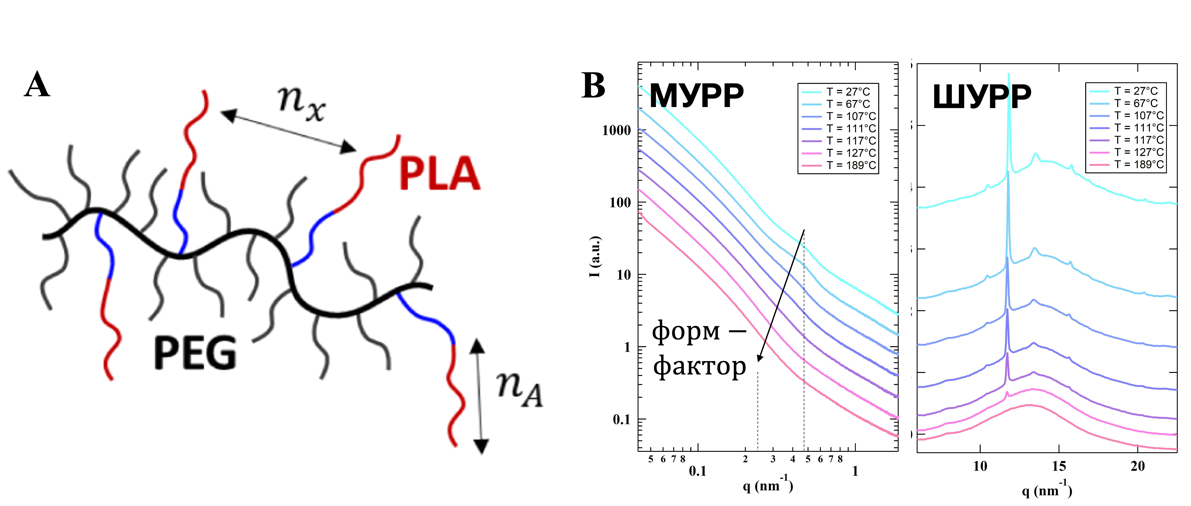 A
n_x
PLA
PEG
n_A
B
МУРР
T = 27°C
T = 67°C
T = 107°C
T = 111°C
T = 117°C
T = 127°C
T = 189°C
1000
100
10
1
0.1
I (a.u.)
форм –
фактор
5 6 7 8 0.1 2 3 4 5 6 7 8 1
q (nm⁻¹)
ШУРР
T = 27°C
T = 67°C
T = 107°C
T = 111°C
T = 117°C
T = 127°C
T = 189°C
10 15 20
q (nm⁻¹)